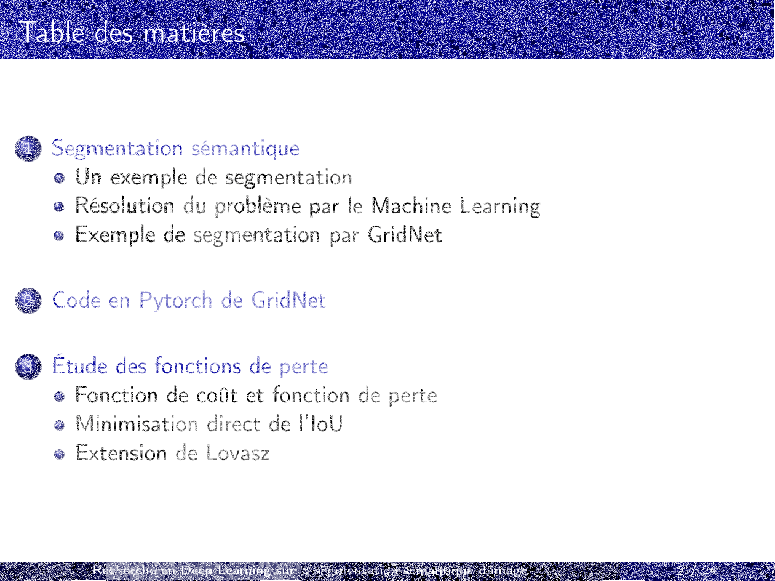 Table des matières
1 Segmentation sémantique
Un exemple de segmentation
Résolution du problème par le Machine Learning
Exemple de segmentation par GridNet
2 Code en Pytorch de GridNet
3 Étude des fonctions de perte
Fonction de coût et fonction de perte
Minimisation direct de l'IoU
Extension de Lovasz
Recherche en Deep Learning sur la segmentation sémantique d'image